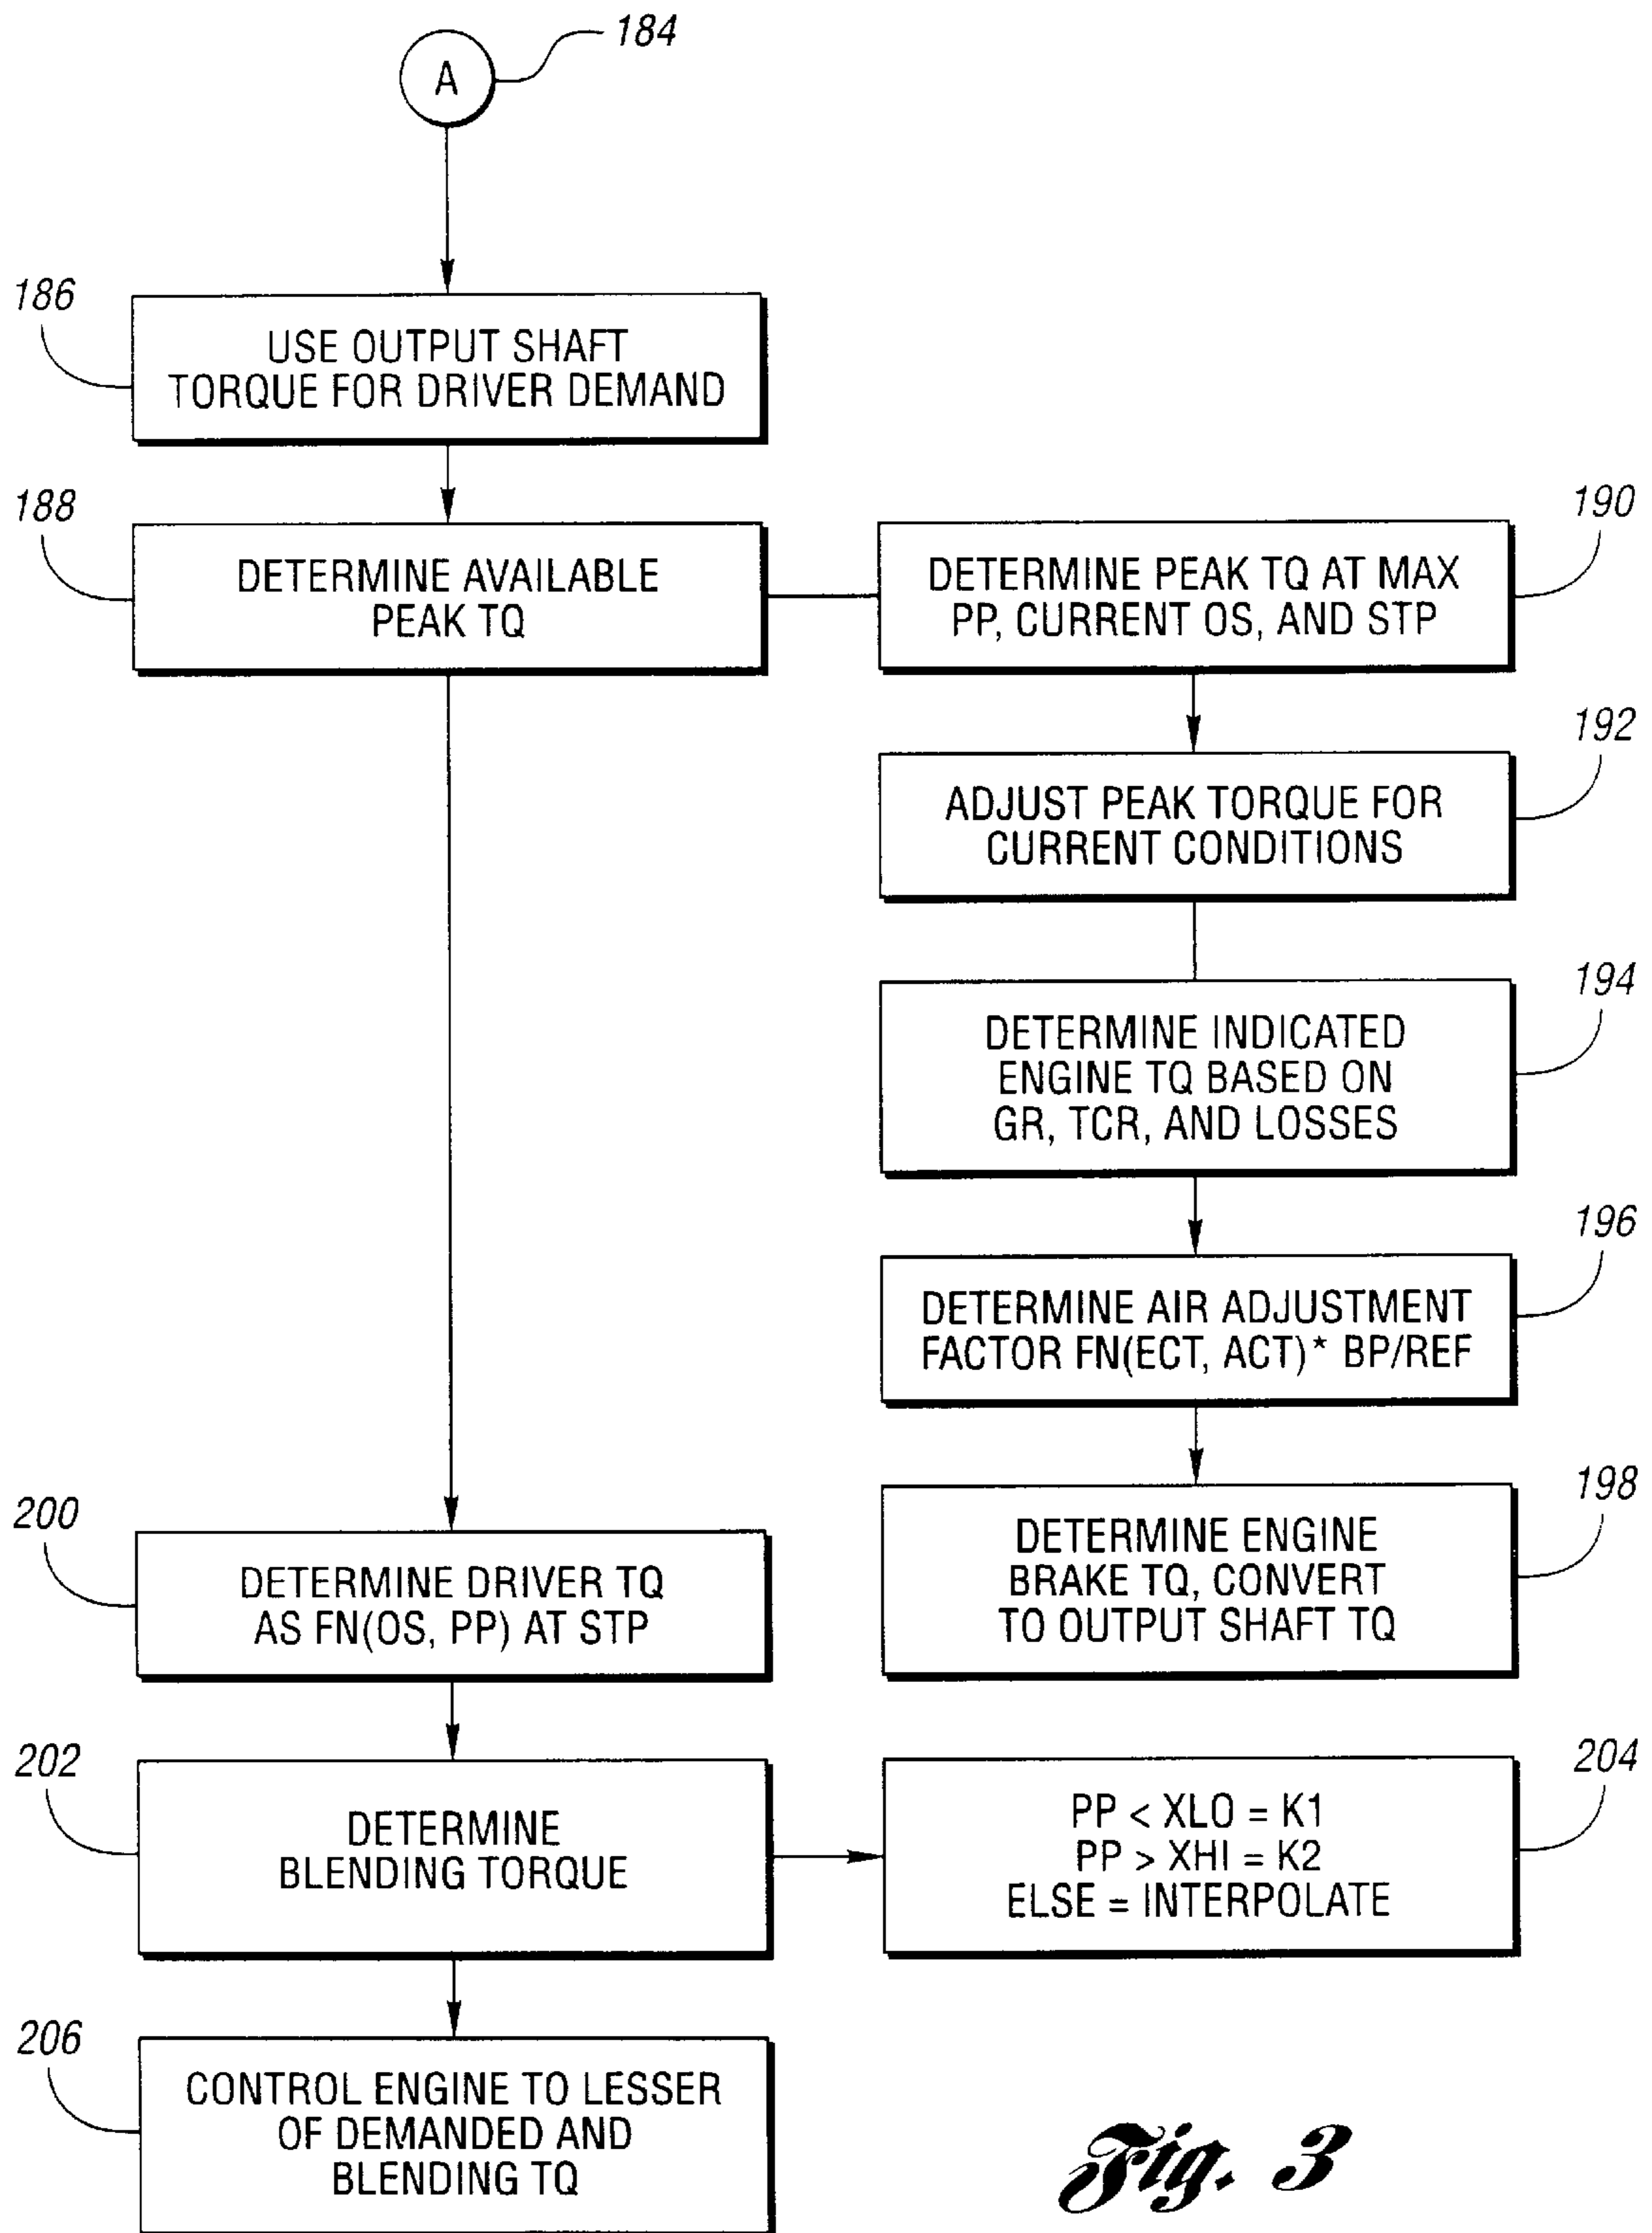 A
184
186
USE OUTPUT SHAFT
TORQUE FOR DRIVER DEMAND
188
DETERMINE AVAILABLE
PEAK TQ
190
DETERMINE PEAK TQ AT MAX
PP, CURRENT OS, AND STP
192
ADJUST PEAK TORQUE FOR
CURRENT CONDITIONS
194
DETERMINE INDICATED
ENGINE TQ BASED ON
GR, TCR, AND LOSSES
196
DETERMINE AIR ADJUSTMENT
FACTOR FN(ECT, ACT)* BP/REF
198
DETERMINE ENGINE
BRAKE TQ, CONVERT
TO OUTPUT SHAFT TQ
200
DETERMINE DRIVER TQ
AS FN(OS, PP) AT STP
202
DETERMINE
BLENDING TORQUE
204
PP < XLO = K1
PP > XHI = K2
ELSE = INTERPOLATE
206
CONTROL ENGINE TO LESSER
OF DEMANDED AND
BLENDING TQ
Fig. 3